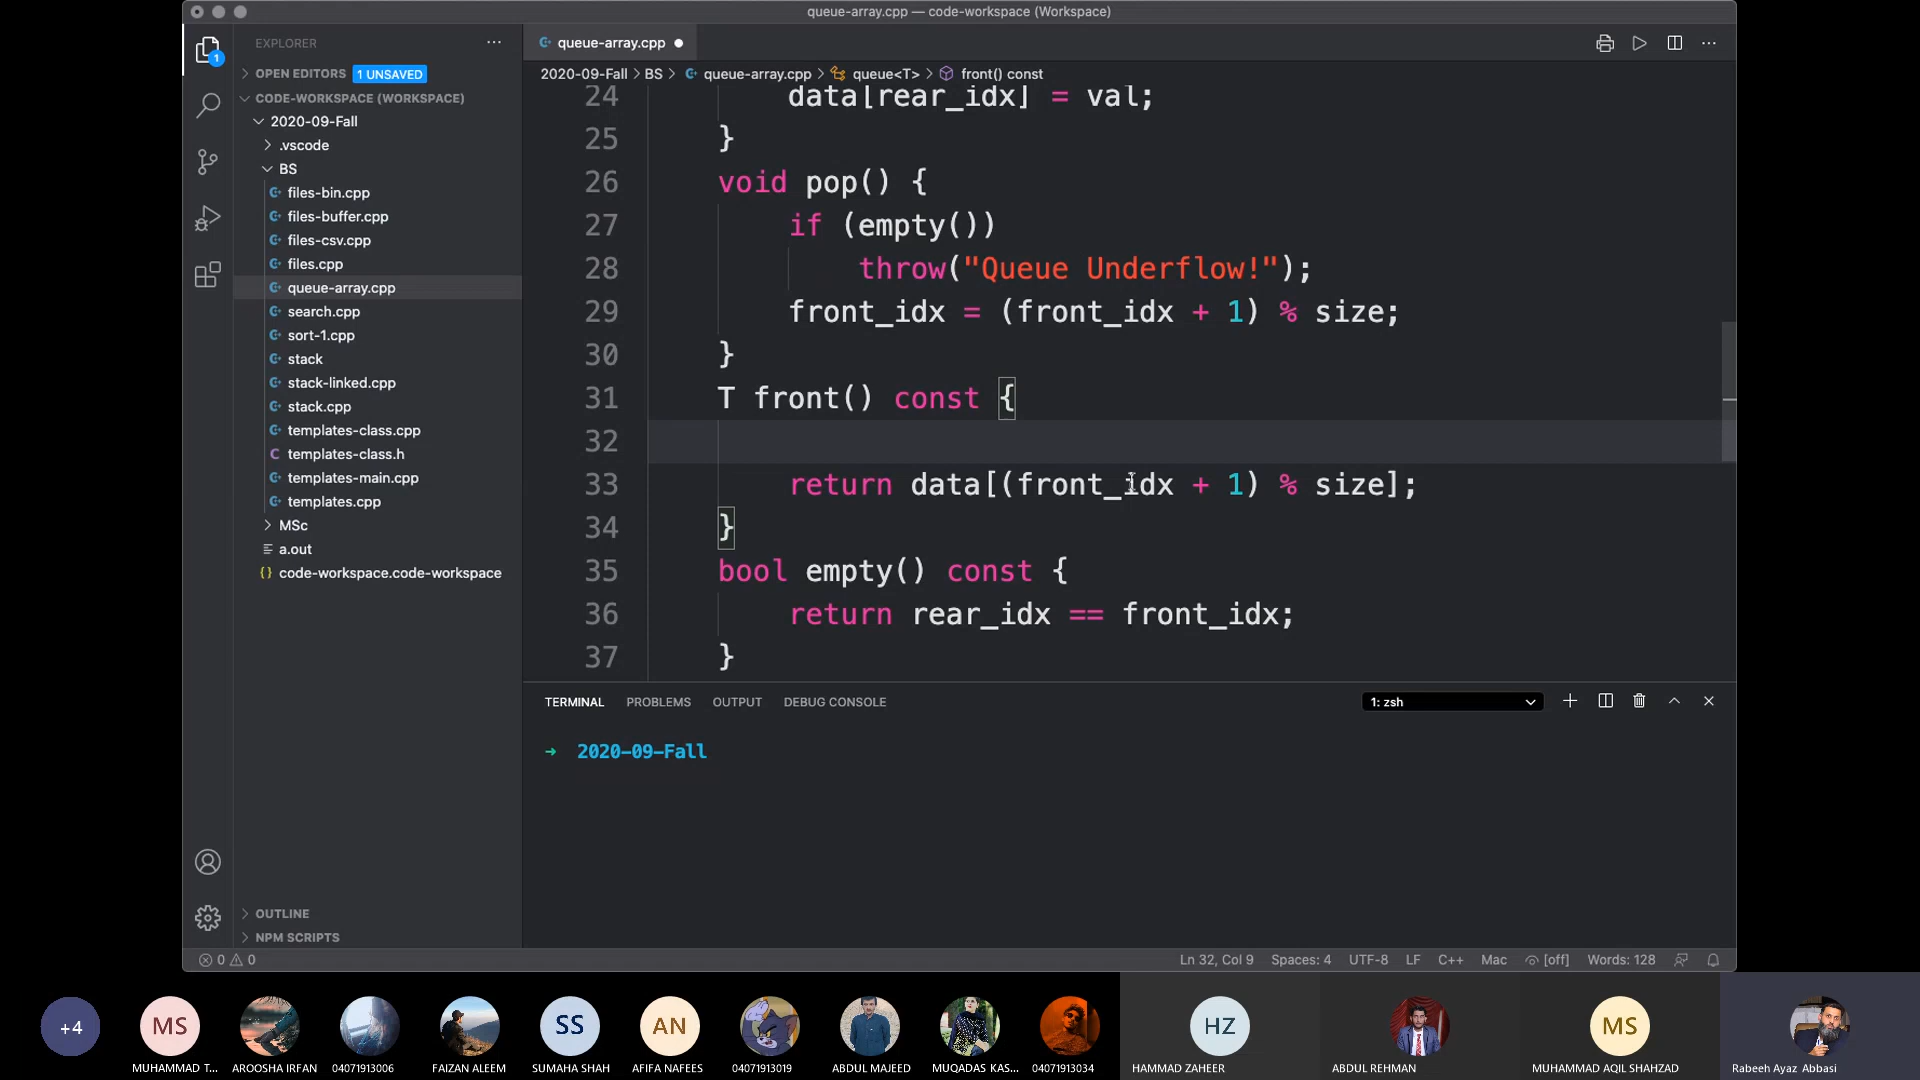 queue-array.cpp — code-workspace (Workspace)
EXPLORER
OPEN EDITORS 1 UNSAVED
CODE-WORKSPACE (WORKSPACE)
2020-09-Fall
.vscode
BS
files-bin.cpp
files-buffer.cpp
files-csv.cpp
files.cpp
queue-array.cpp
search.cpp
sort-1.cpp
stack
stack-linked.cpp
stack.cpp
templates-class.cpp
templates-class.h
templates-main.cpp
templates.cpp
MSc
a.out
code-workspace.code-workspace
OUTLINE
NPM SCRIPTS
1
queue-array.cpp
2020-09-Fall > BS > queue-array.cpp > queue<T> > front() const
24 data[rear_idx] = val;
25 }
26 void pop() {
27 if (empty())
28 throw("Queue Underflow!");
29 front_idx = (front_idx + 1) % size;
30 }
31 T front() const {
32
33 return data[(front_idx + 1) % size];
34 }
35 bool empty() const {
36 return rear_idx == front_idx;
37 }
TERMINAL PROBLEMS OUTPUT DEBUG CONSOLE 1: zsh
→ 2020-09-Fall
0 0 Ln 32, Col 9 Spaces: 4 UTF-8 LF C++ Mac [off] Words: 128
+4 MS SS AN HZ MS
MUHAMMAD T... AROOSHA IRFAN 04071913006 FAIZAN ALEEM SUMAHA SHAH AFIFA NAFEES 04071913019 ABDUL MAJEED MUQADAS KAS... 04071913034 HAMMAD ZAHEER ABDUL REHMAN MUHAMMAD AQIL SHAHZAD Rabeeh Ayaz Abbasi